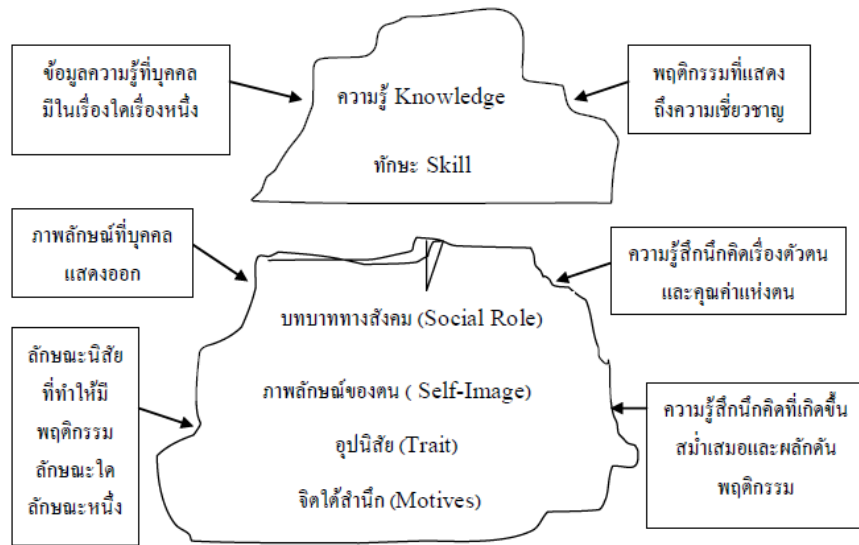 ข้อมูลความรู้ที่บุคคล
มีในเรื่องใดเรื่องหนึ่ง
ความรู้ Knowledge
ทักษะ Skill
พฤติกรรมที่แสดง
ถึงความเชี่ยวชาญ
ภาพลักษณ์ที่บุคคล
แสดงออก
ความรู้สึกนึกคิดเรื่องตัวตน
และคุณค่าแห่งตน
บทบาททางสังคม (Social Role)
ภาพลักษณ์ของตน ( Self-Image)
อุปนิสัย (Trait)
จิตใต้สำนึก (Motives)
ลักษณะนิสัย
ที่ทำให้มี
พฤติกรรม
ลักษณะใด
ลักษณะหนึ่ง
ความรู้สึกนึกคิดที่เกิดขึ้น
สม่ำเสมอและผลักดัน
พฤติกรรม